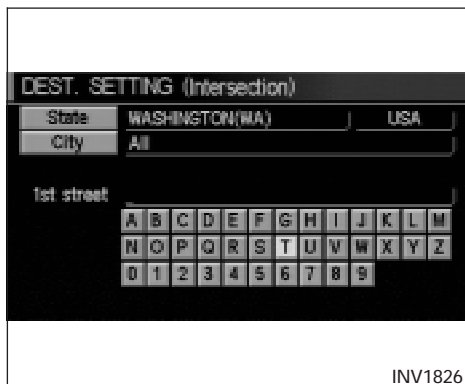 DEST. SETTING (Intersection)
State WASHINGTON(WA) USA
City All
1st street
A B C D E F G H I J K L M
N O P Q R S T U V W X Y Z
0 1 2 3 4 5 6 7 8 9
INV1826